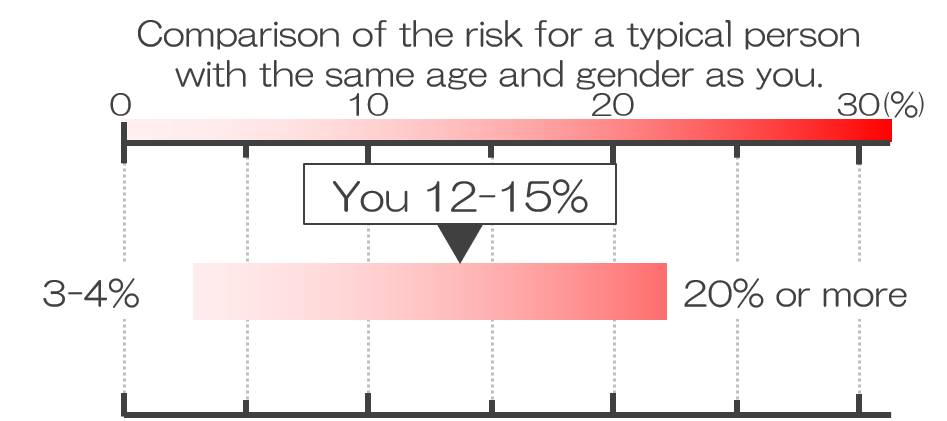 Comparison of the risk for a typical person
with the same age and gender as you.
0 10 20 30(%)
You 12-15%
3-4% 20% or more